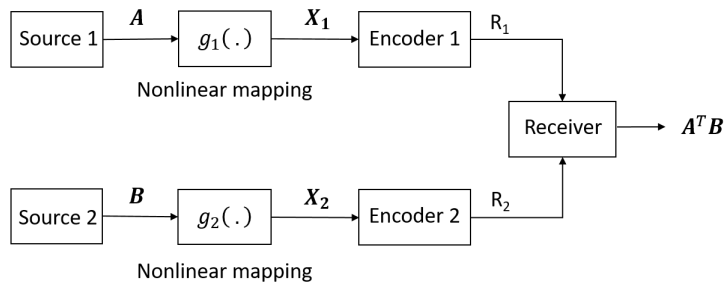 Source 1
A
g₁(.)
X₁
Encoder 1
R₁
Nonlinear mapping
Receiver
AᵀB
Source 2
B
g₂(.)
X₂
Encoder 2
R₂
Nonlinear mapping